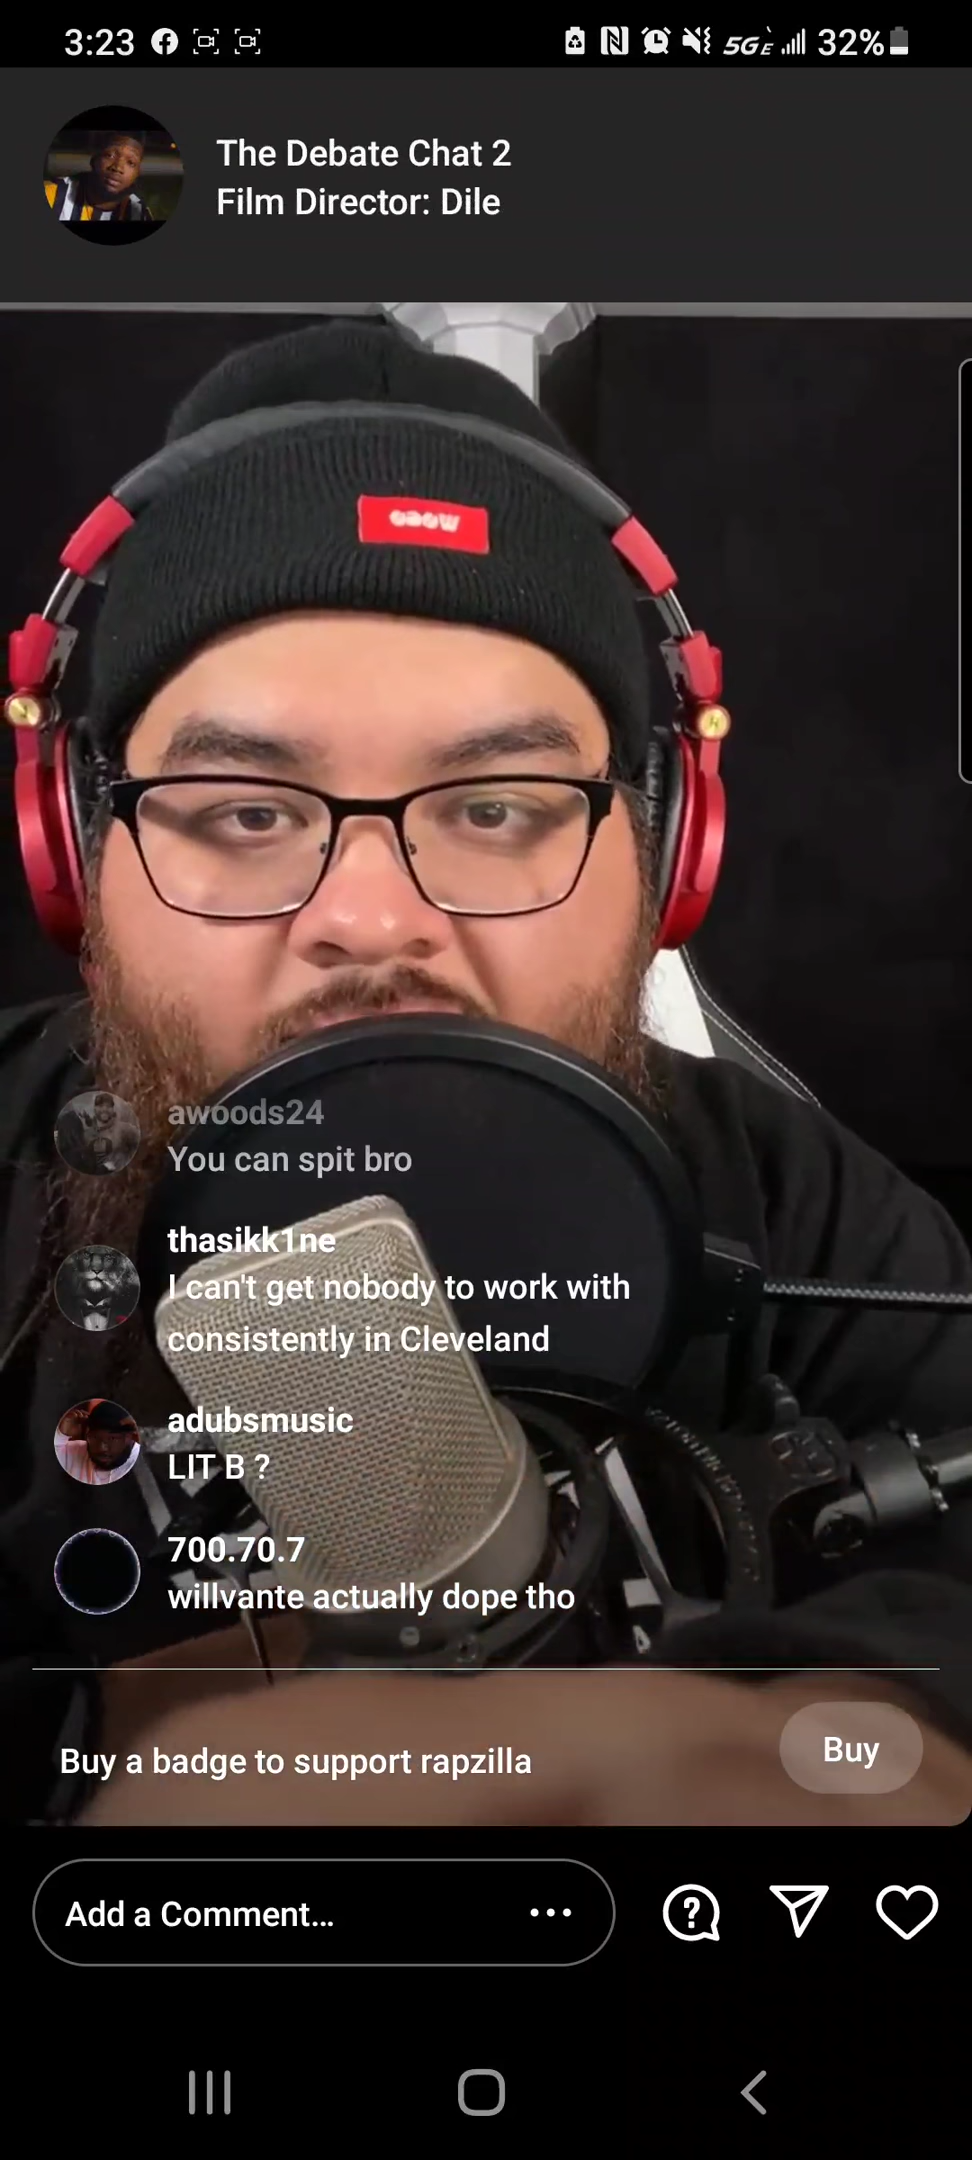 3:23
5G E
32%
The Debate Chat 2
Film Director: Dile
awoods24
You can spit bro
thasikk1ne
I can't get nobody to work with
consistently in Cleveland
adubsmusic
LIT B ?
700.70.7
willvante actually dope tho
Buy a badge to support rapzilla
Buy
Add a Comment...